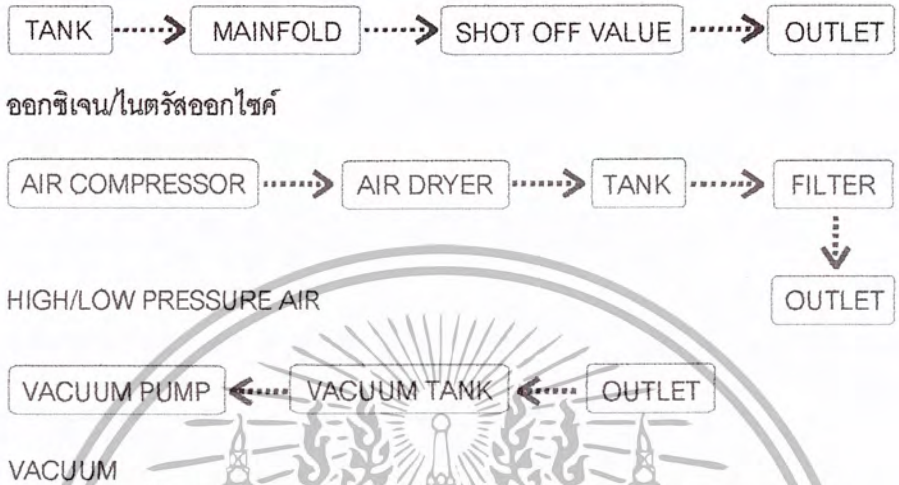 TANK MAINFOLD SHOT OFF VALUE OUTLET
ออกซิเจน/ไนตรัสออกไซค์
AIR COMPRESSOR AIR DRYER TANK FILTER
HIGH/LOW PRESSURE AIR OUTLET
VACUUM PUMP VACUUM TANK OUTLET
VACUUM